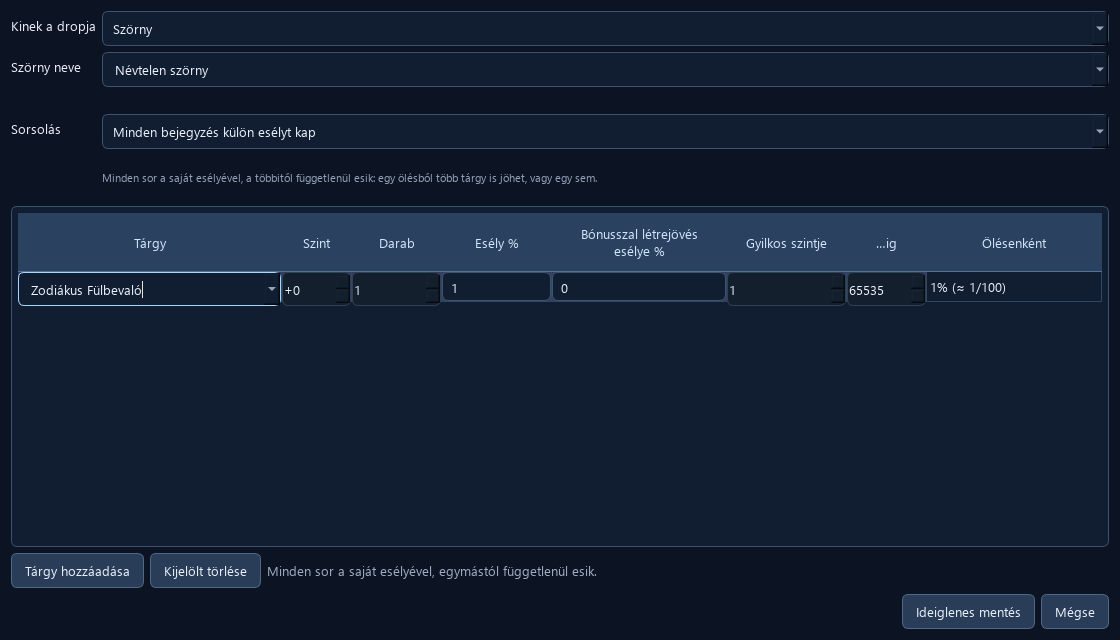 Kinek a dropja
Szörny
Szörny neve
Névtelen szörny
Sorsolás
Minden bejegyzés külön esélyt kap
Minden sor a saját esélyével, a többitől függetlenül esik: egy ölésből több tárgy is jöhet, vagy egy sem.
Tárgy Szint Darab Esély % Bónusszal létrejövés esélye % Gyilkos szintje ...ig Ölésenként
Zodiákus Fülbevaló +0 1 1 0 1 65535 1% (≈ 1/100)
Tárgy hozzáadása Kijelölt törlése Minden sor a saját esélyével, egymástól függetlenül esik.
Ideiglenes mentés Mégse